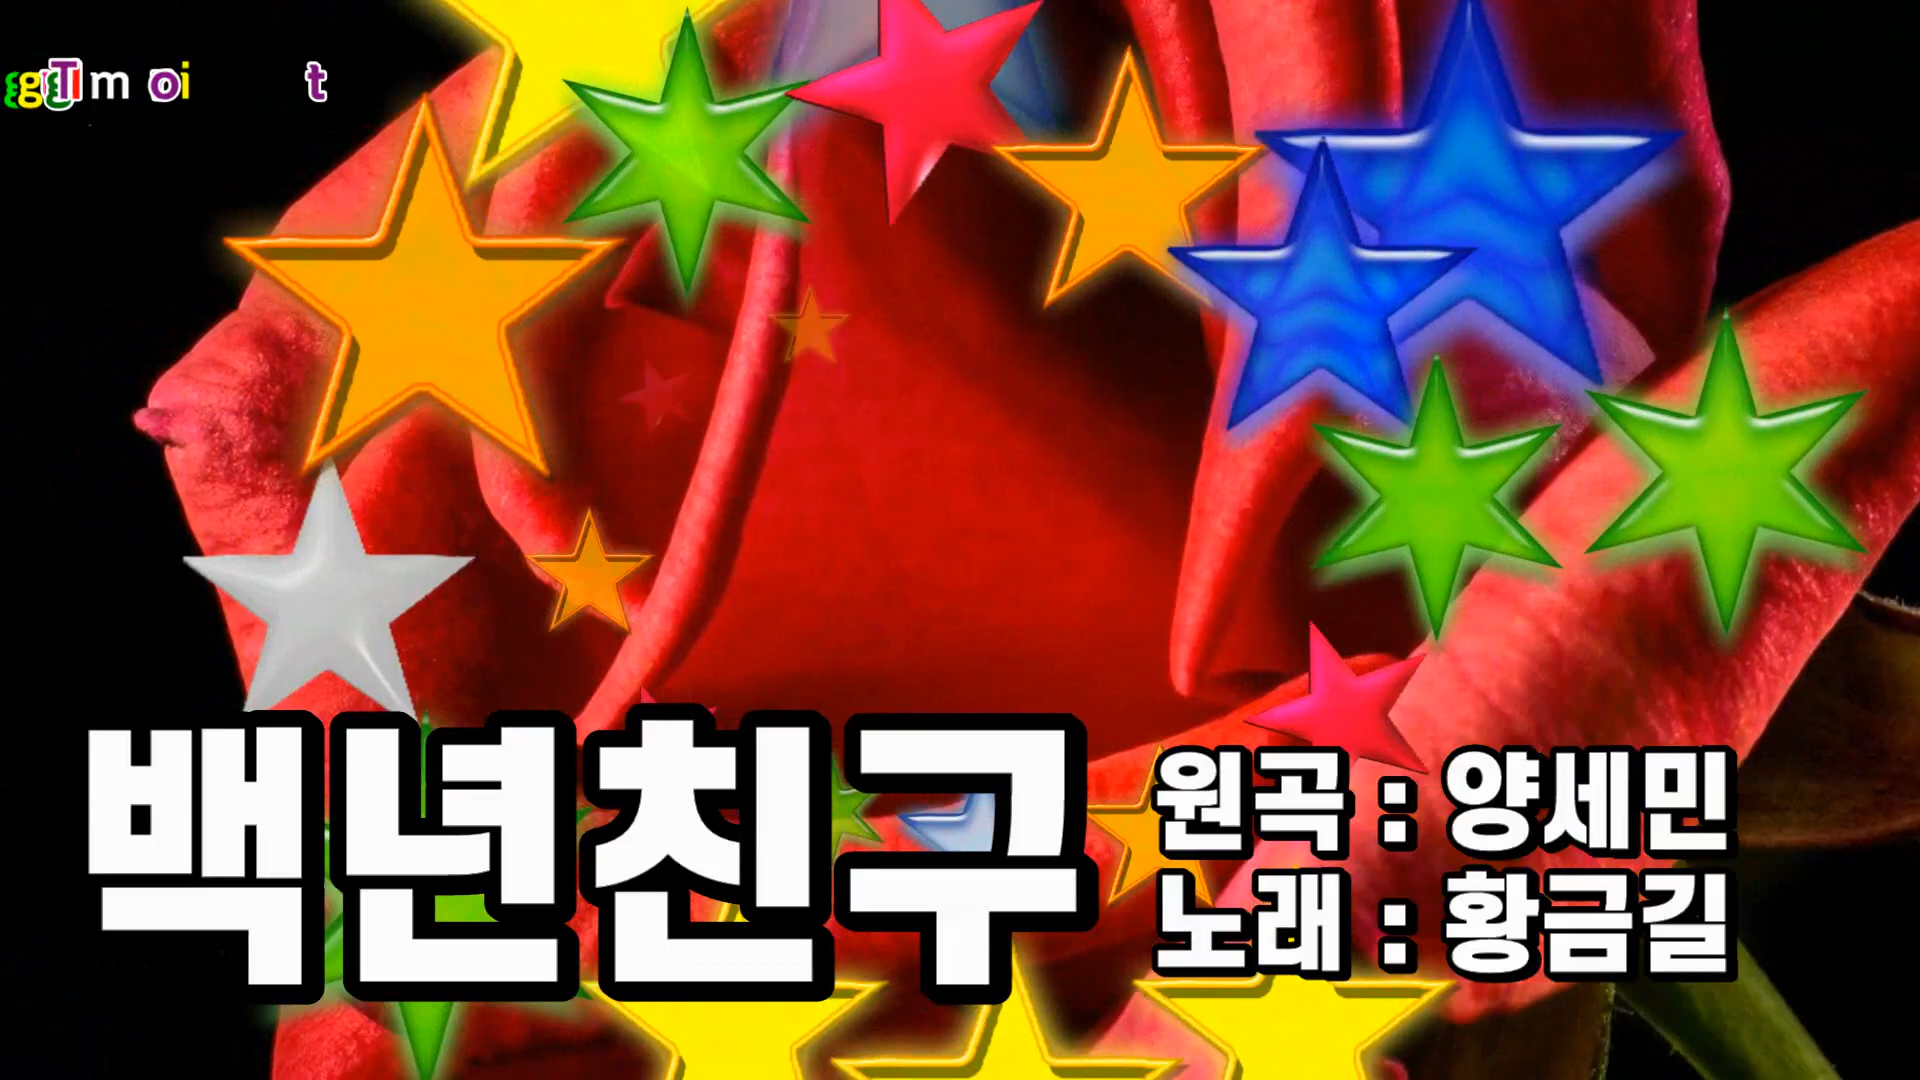 백년친구
원곡 : 양세민
노래 : 황금길